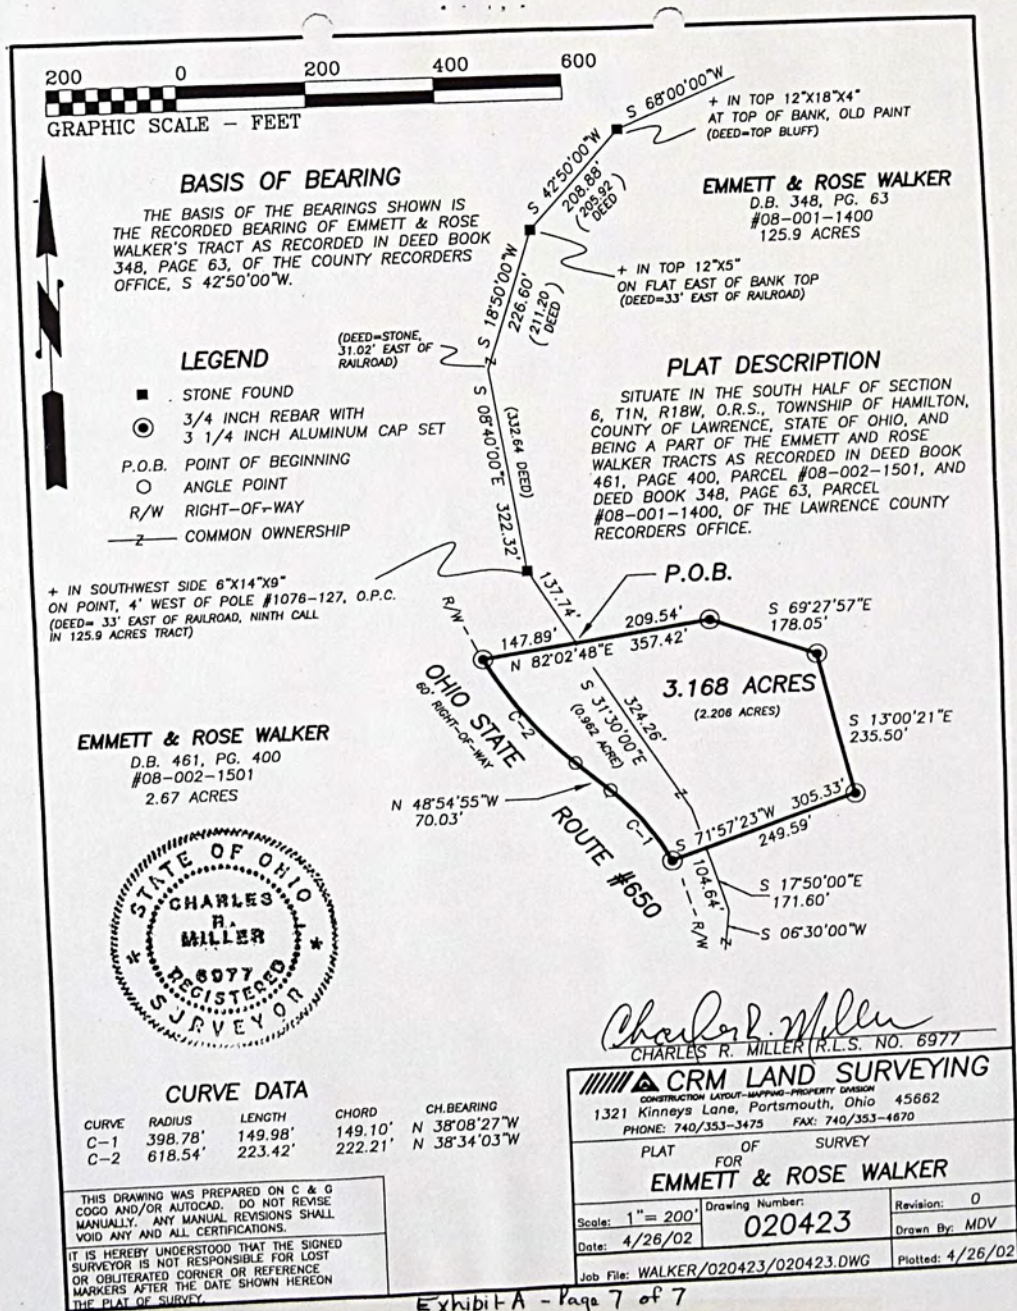 200 0 200 400 600
GRAPHIC SCALE — FEET
BASIS OF BEARING
THE BASIS OF THE BEARINGS SHOWN IS
THE RECORDED BEARING OF EMMETT & ROSE
WALKER'S TRACT AS RECORDED IN DEED BOOK
348, PAGE 63, OF THE COUNTY RECORDERS
OFFICE, S 42°50'00"W.
N
LEGEND
STONE FOUND
3/4 INCH REBAR WITH
3 1/4 INCH ALUMINUM CAP SET
P.O.B. POINT OF BEGINNING
ANGLE POINT
R/W RIGHT-OF-WAY
Z COMMON OWNERSHIP
S 68°00'00"W
+ IN TOP 12"X18"X4"
AT TOP OF BANK, OLD PAINT
(DEED=TOP BLUFF)
S 42°50'00"W
208.88'
(205.92
DEED)
EMMETT & ROSE WALKER
D.B. 348, PG. 63
#08-001-1400
125.9 ACRES
+ IN TOP 12"X5"
ON FLAT EAST OF BANK TOP
(DEED=33' EAST OF RAILROAD)
S 18°50'00"W
226.60'
(211.20
DEED)
(DEED=STONE,
31.02' EAST OF
RAILROAD)
Z
S 08°40'00"E 322.32'
(332.64 DEED)
PLAT DESCRIPTION
SITUATE IN THE SOUTH HALF OF SECTION
6, T1N, R18W, O.R.S., TOWNSHIP OF HAMILTON,
COUNTY OF LAWRENCE, STATE OF OHIO, AND
BEING A PART OF THE EMMETT AND ROSE
WALKER TRACTS AS RECORDED IN DEED BOOK
461, PAGE 400, PARCEL #08-002-1501, AND
DEED BOOK 348, PAGE 63, PARCEL
#08-001-1400, OF THE LAWRENCE COUNTY
RECORDERS OFFICE.
+ IN SOUTHWEST SIDE 6"X14"X9"
ON POINT, 4' WEST OF POLE #1076-127, O.P.C.
(DEED= 33' EAST OF RAILROAD, NINTH CALL
IN 125.9 ACRES TRACT)
137.74'
P.O.B.
R/W
147.89' 209.54'
N 82°02'48"E 357.42'
S 69°27'57"E
178.05'
3.168 ACRES
(2.206 ACRES)
S 13°00'21"E
235.50'
324.26'
S 31°30'00"E
(0.962 ACRE)
Z
OHIO STATE
60' RIGHT-OF-WAY
ROUTE #650
C-2
N 48°54'55"W
70.03'
C-1
S 71°57'23"W 305.33'
249.59'
104.64'
S 17°50'00"E
171.60'
R/W
Z
S 06°30'00"W
EMMETT & ROSE WALKER
D.B. 461, PG. 400
#08-002-1501
2.67 ACRES
STATE OF OHIO
CHARLES
R.
MILLER
6977
REGISTERED
SURVEYOR
Charles R. Miller
CHARLES R. MILLER R.L.S. NO. 6977
CURVE DATA
CURVE RADIUS LENGTH CHORD CH.BEARING
C-1 398.78' 149.98' 149.10' N 38°08'27"W
C-2 618.54' 223.42' 222.21' N 38°34'03"W
THIS DRAWING WAS PREPARED ON C & G
COGO AND/OR AUTOCAD. DO NOT REVISE
MANUALLY. ANY MANUAL REVISIONS SHALL
VOID ANY AND ALL CERTIFICATIONS.
IT IS HEREBY UNDERSTOOD THAT THE SIGNED
SURVEYOR IS NOT RESPONSIBLE FOR LOST
OR OBLITERATED CORNER OR REFERENCE
MARKERS AFTER THE DATE SHOWN HEREON
THE PLAT OF SURVEY.
CRM LAND SURVEYING
CONSTRUCTION LAYOUT-MAPPING-PROPERTY DIVISION
1321 Kinneys Lane, Portsmouth, Ohio 45662
PHONE: 740/353-3475 FAX: 740/353-4670
PLAT OF SURVEY
FOR
EMMETT & ROSE WALKER
Scale: 1"= 200'
Date: 4/26/02
Drawing Number:
020423
Revision: 0
Drawn By: MDV
Job File: WALKER/020423/020423.DWG
Plotted: 4/26/02
Exhibit A - Page 7 of 7